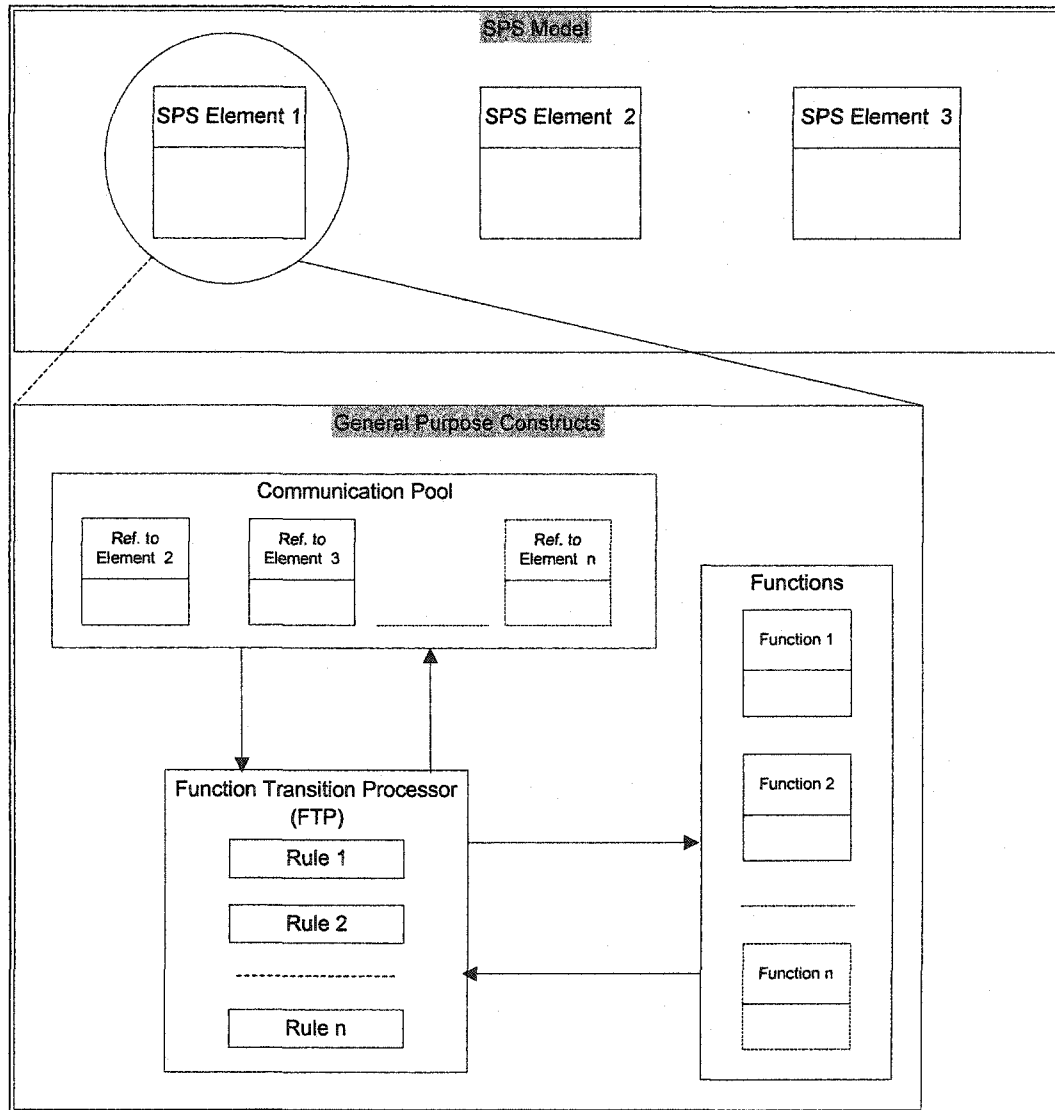 SPS Model
SPS Element 1
SPS Element 2
SPS Element 3
General Purpose Constructs
Communication Pool
Ref. to
Element 2
Ref. to
Element 3
Ref. to
Element n
Functions
Function 1
Function 2
Function n
Function Transition Processor
(FTP)
Rule 1
Rule 2
Rule n